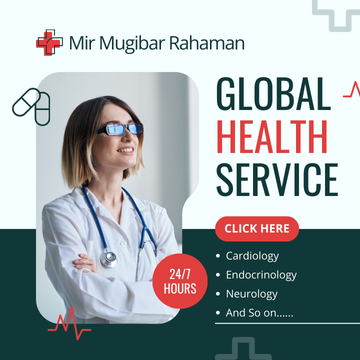 Mir Mugibar Rahaman
GLOBAL
HEALTH
SERVICE
CLICK HERE
• Cardiology
• Endocrinology
• Neurology
• And So on......
24/7
HOURS